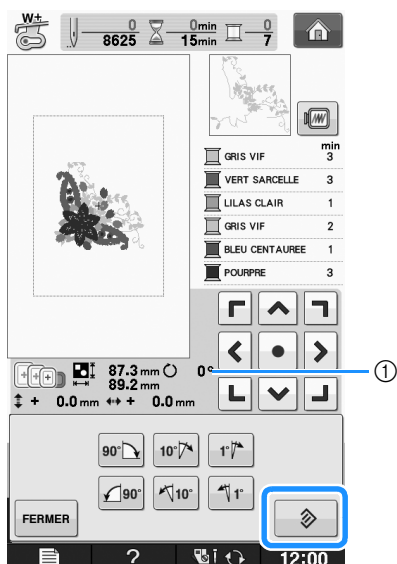 W+
0 0min 0
8625 15min 7
min
GRIS VIF 3
VERT SARCELLE 3
LILAS CLAIR 1
GRIS VIF 2
BLEU CENTAUREE 1
POURPRE 3
87.3 mm 0°
89.2 mm
+ 0.0 mm + 0.0 mm
①
90° 10° 1°
90° 10° 1°
FERMER
? 12:00